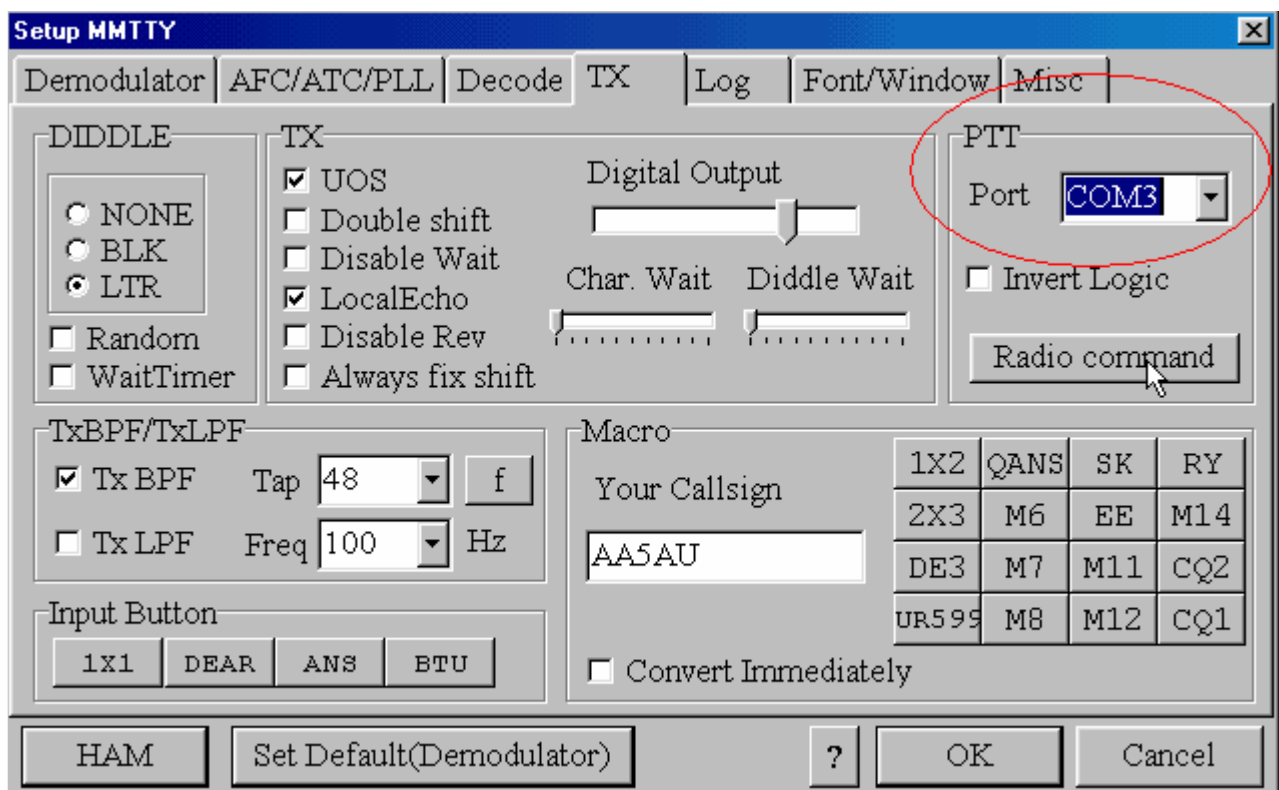 Setup MMTTY
Demodulator AFC/ATC/PLL Decode TX Log Font/Window Misc
DIDDLE
NONE
BLK
LTR
Random
WaitTimer
TX
UOS
Double shift
Disable Wait
LocalEcho
Disable Rev
Always fix shift
Digital Output
Char. Wait Diddle Wait
PTT
Port COM3
Invert Logic
Radio command
TxBPF/TxLPF
Tx BPF Tap 48 f
Tx LPF Freq 100 Hz
Input Button
1X1 DEAR ANS BTU
Macro
Your Callsign
AA5AU
Convert Immediately
1X2 QANS SK RY
2X3 M6 EE M14
DE3 M7 M11 CQ2
UR599 M8 M12 CQ1
HAM Set Default(Demodulator) ? OK Cancel